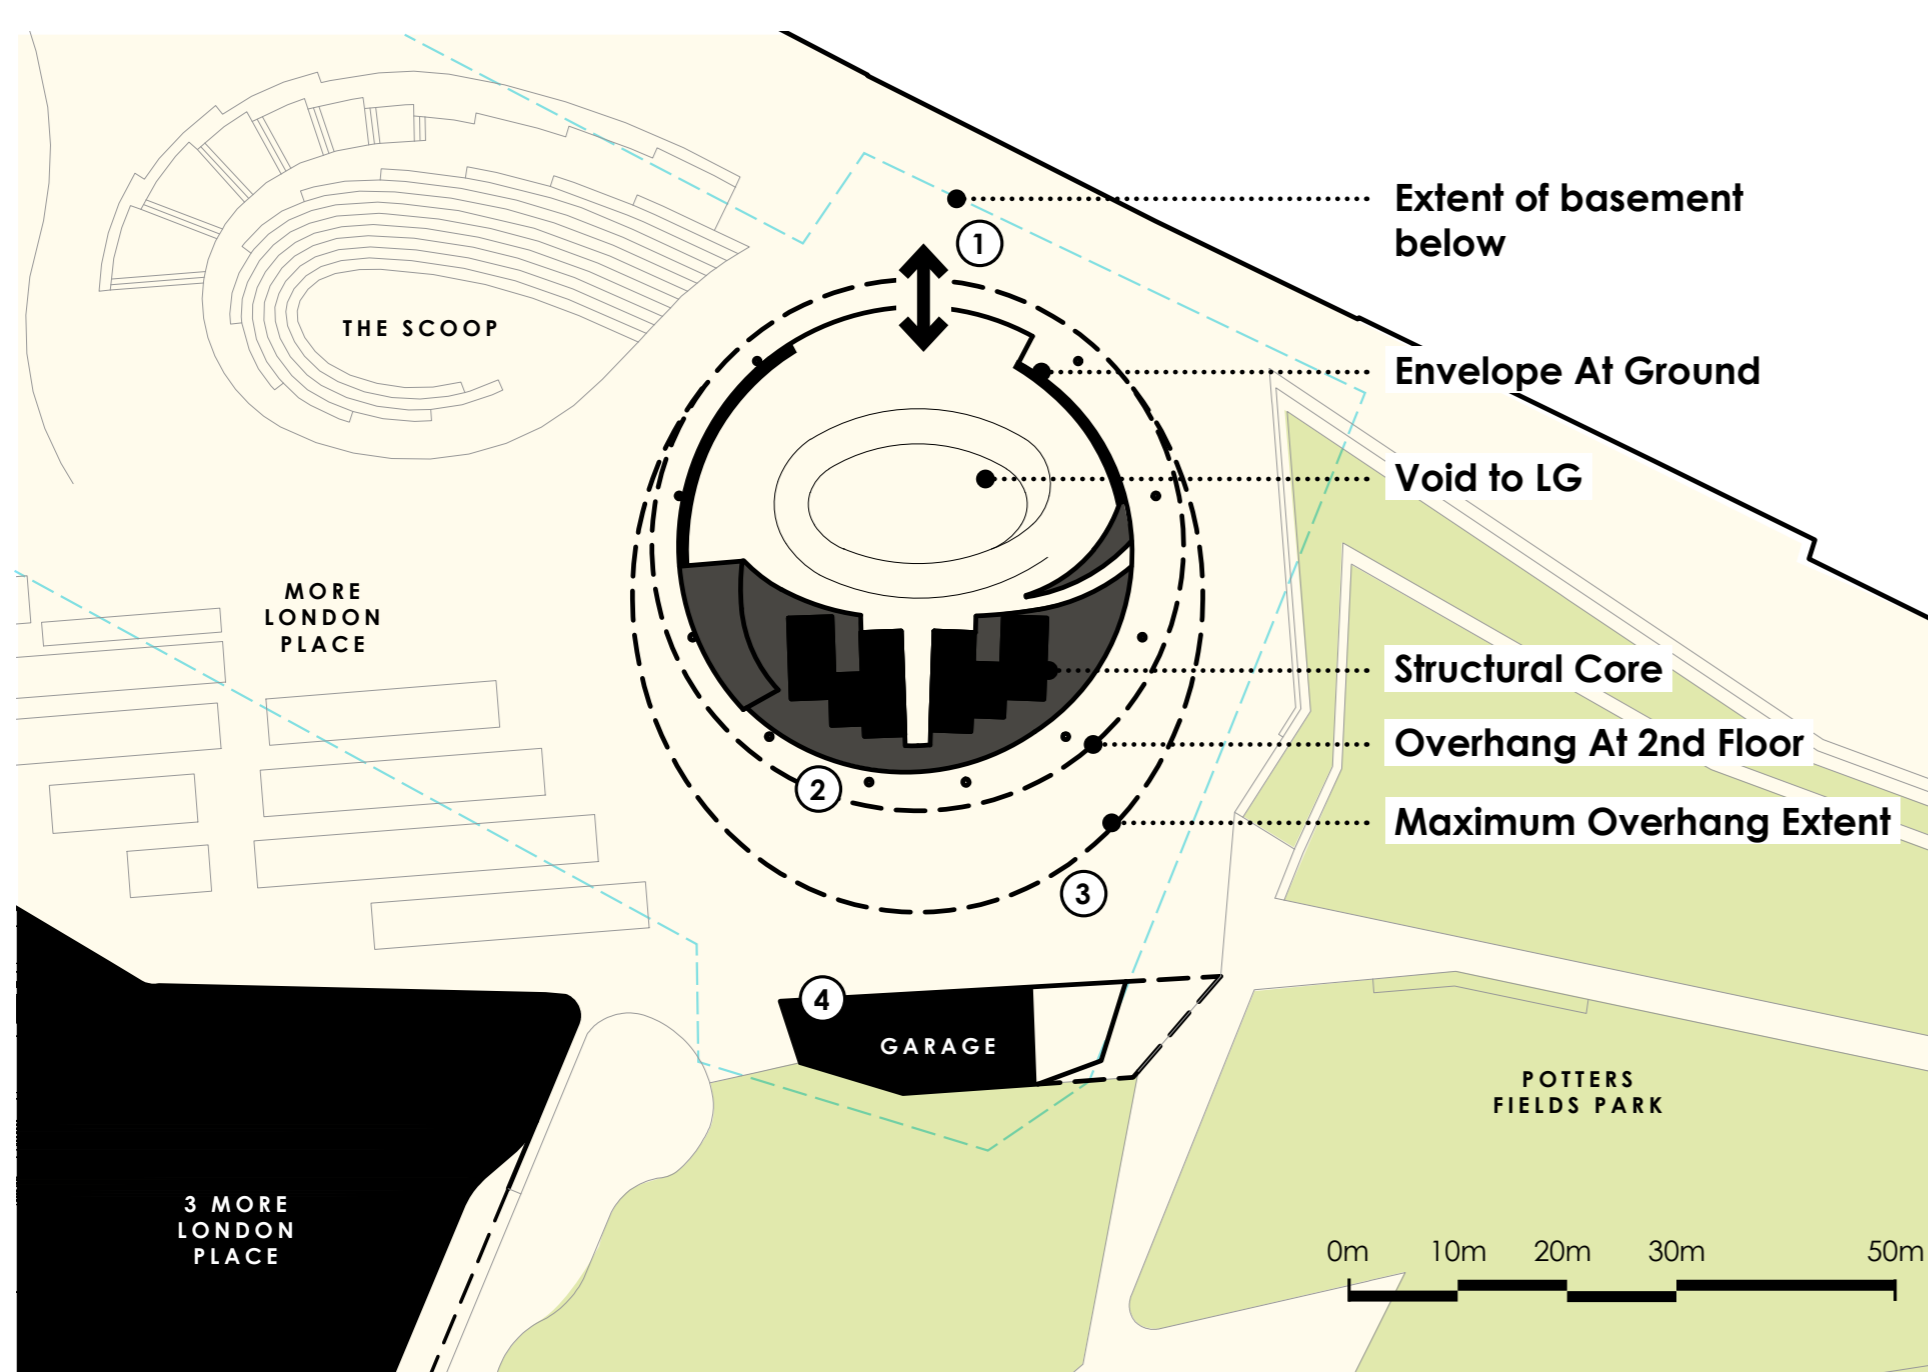 Extent of basement
below
1
THE SCOOP
Envelope At Ground
Void to LG
MORE
LONDON
PLACE
Structural Core
Overhang At 2nd Floor
2
Maximum Overhang Extent
3
4
GARAGE
POTTERS
FIELDS PARK
3 MORE
LONDON
PLACE
0m 10m 20m 30m 50m